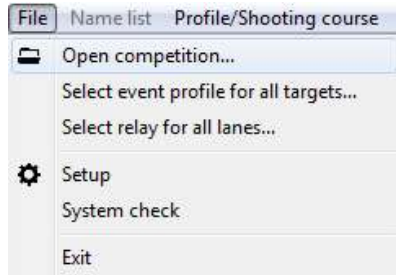 File Name list Profile/Shooting course
Open competition...
Select event profile for all targets...
Select relay for all lanes...
Setup
System check
Exit